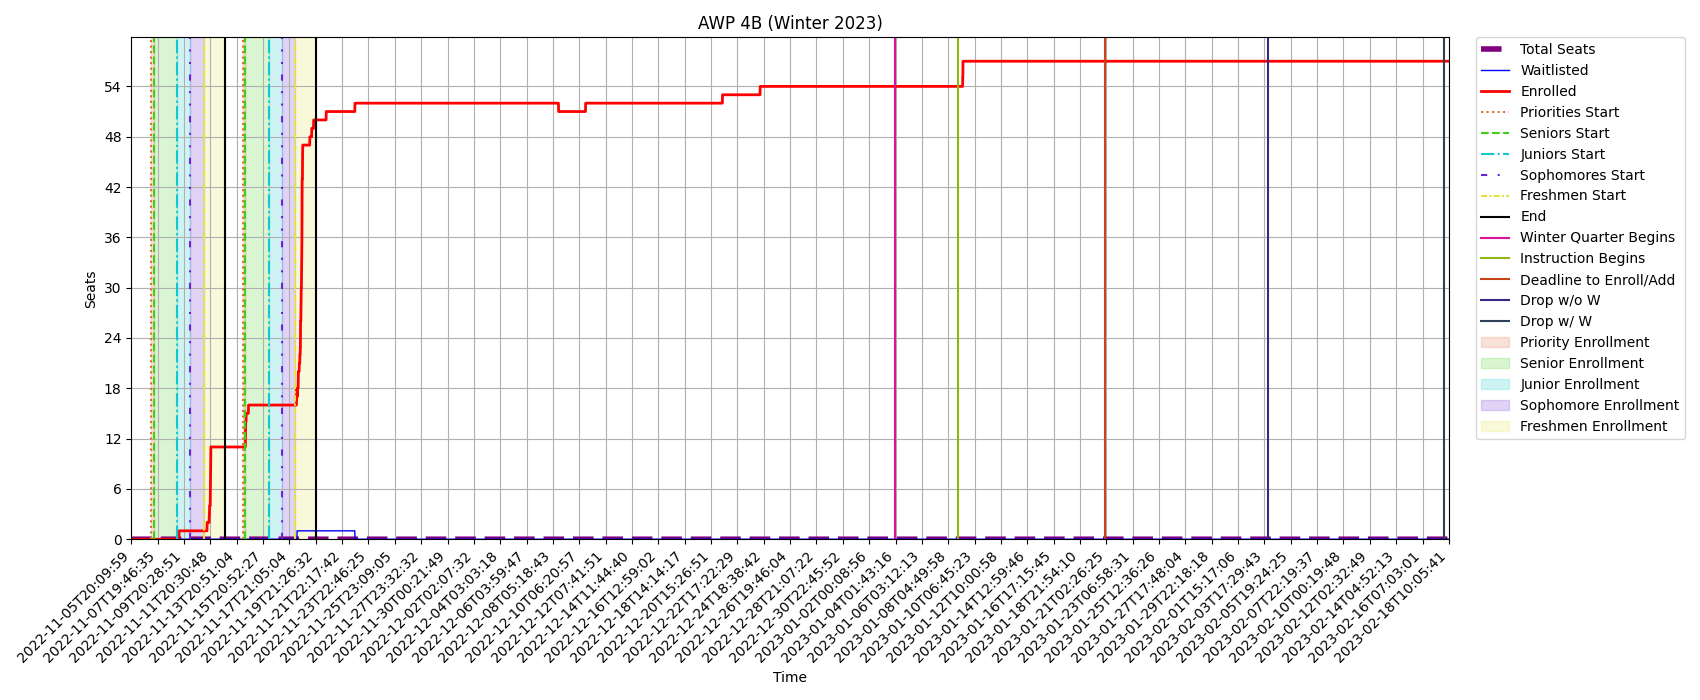 AWP 4B (Winter 2023)
Seats
54
48
42
36
30
24
18
12
6
0
2022-11-05T20:09:59
2022-11-07T19:46:35
2022-11-09T20:28:51
2022-11-11T20:30:48
2022-11-13T20:51:04
2022-11-15T20:52:27
2022-11-17T21:05:04
2022-11-19T21:26:32
2022-11-21T22:17:42
2022-11-23T22:46:25
2022-11-25T23:09:05
2022-11-27T23:32:32
2022-11-30T00:21:49
2022-12-02T02:07:32
2022-12-04T03:03:18
2022-12-06T03:59:47
2022-12-08T05:18:43
2022-12-10T06:20:57
2022-12-12T07:41:51
2022-12-14T11:44:40
2022-12-16T12:59:02
2022-12-18T14:14:17
2022-12-20T15:26:51
2022-12-22T17:22:29
2022-12-24T18:38:42
2022-12-26T19:46:04
2022-12-28T21:07:22
2022-12-30T22:45:52
2023-01-02T00:08:56
2023-01-04T01:43:16
2023-01-06T03:12:13
2023-01-08T04:49:58
2023-01-10T06:45:23
2023-01-12T10:00:58
2023-01-14T12:59:46
2023-01-16T17:15:45
2023-01-18T21:54:10
2023-01-21T02:26:25
2023-01-23T06:58:31
2023-01-25T12:36:26
2023-01-27T17:48:04
2023-01-29T22:18:18
2023-02-01T15:17:06
2023-02-03T17:29:43
2023-02-05T19:24:25
2023-02-07T22:19:37
2023-02-10T00:19:48
2023-02-12T02:32:49
2023-02-14T04:52:13
2023-02-16T07:03:01
2023-02-18T10:05:41
Time
Total Seats
Waitlisted
Enrolled
Priorities Start
Seniors Start
Juniors Start
Sophomores Start
Freshmen Start
End
Winter Quarter Begins
Instruction Begins
Deadline to Enroll/Add
Drop w/o W
Drop w/ W
Priority Enrollment
Senior Enrollment
Junior Enrollment
Sophomore Enrollment
Freshmen Enrollment